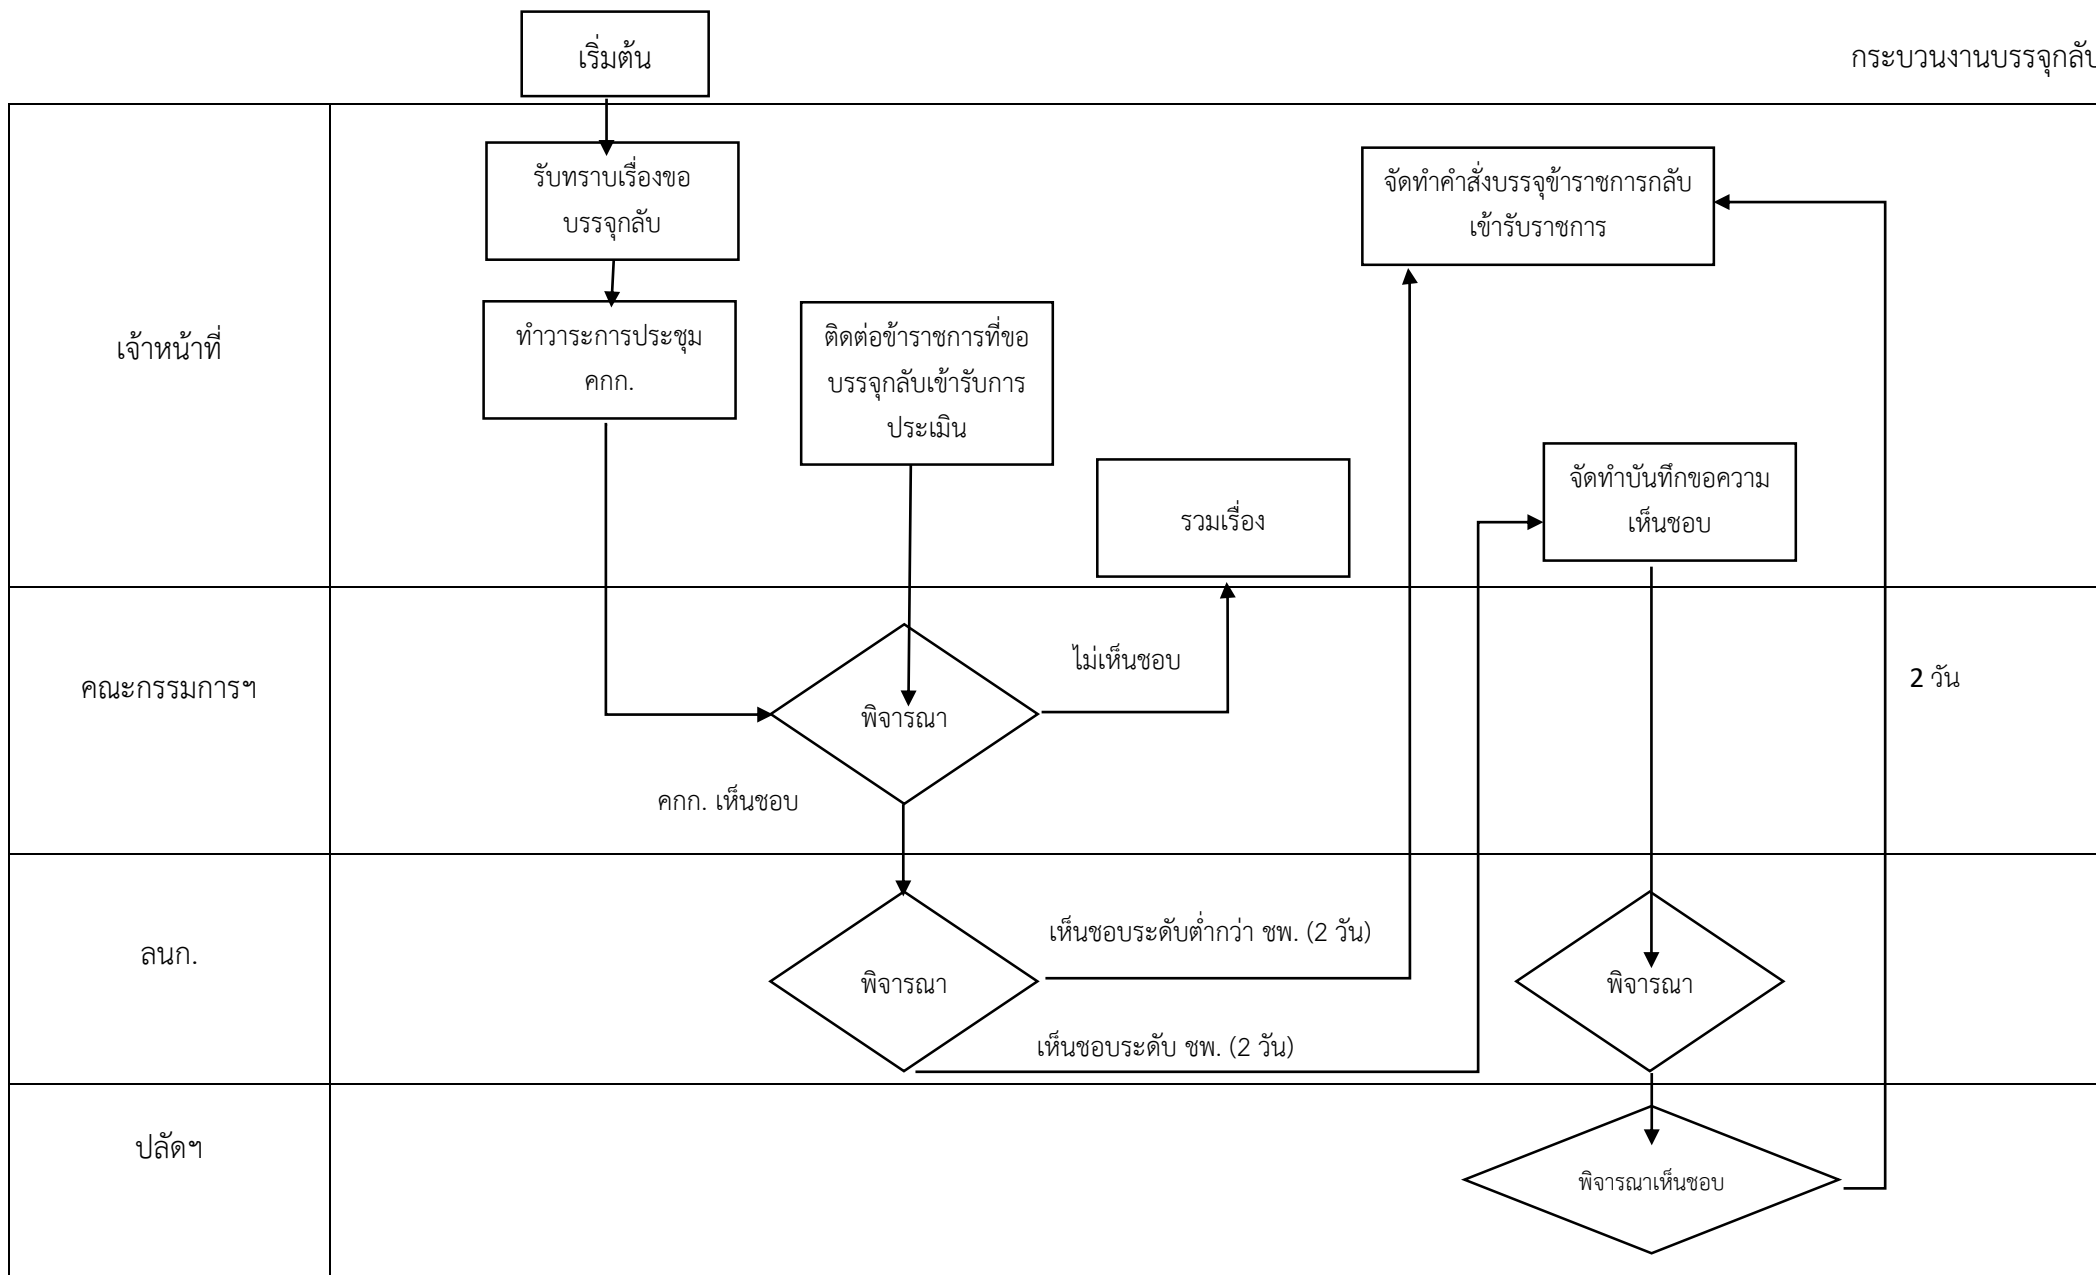 เริ่มต้น
กระบวนงานบรรจุกลับ
รับทราบเรื่องขอ
บรรจุกลับ
จัดทำคำสั่งบรรจุข้าราชการกลับ
เข้ารับราชการ
เจ้าหน้าที่
ทำวาระการประชุม
คกก.
ติดต่อข้าราชการที่ขอ
บรรจุกลับเข้ารับการ
ประเมิน
รวมเรื่อง
จัดทำบันทึกขอความ
เห็นชอบ
คณะกรรมการฯ
ไม่เห็นชอบ
2 วัน
พิจารณา
คกก. เห็นชอบ
ลนก.
เห็นชอบระดับต่ำกว่า ชพ. (2 วัน)
พิจารณา
พิจารณา
เห็นชอบระดับ ชพ. (2 วัน)
ปลัดฯ
พิจารณาเห็นชอบ